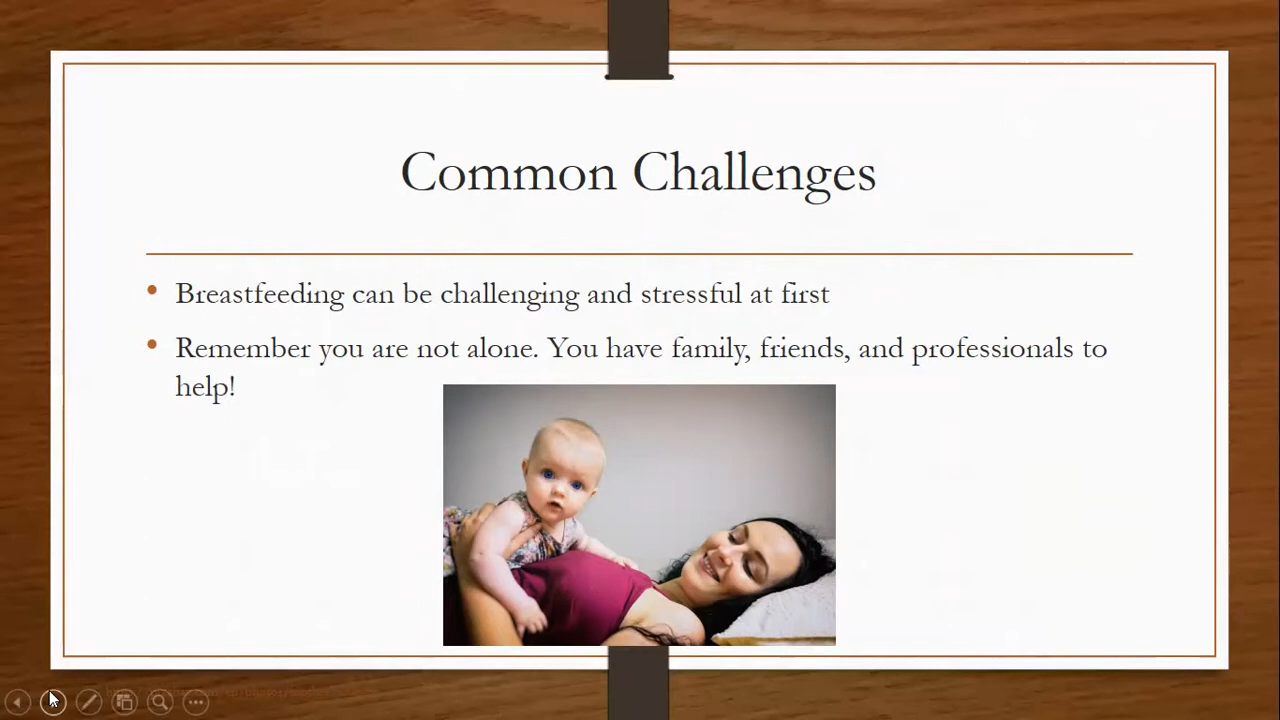 Common Challenges
• Breastfeeding can be challenging and stressful at first
• Remember you are not alone. You have family, friends, and professionals to
help!